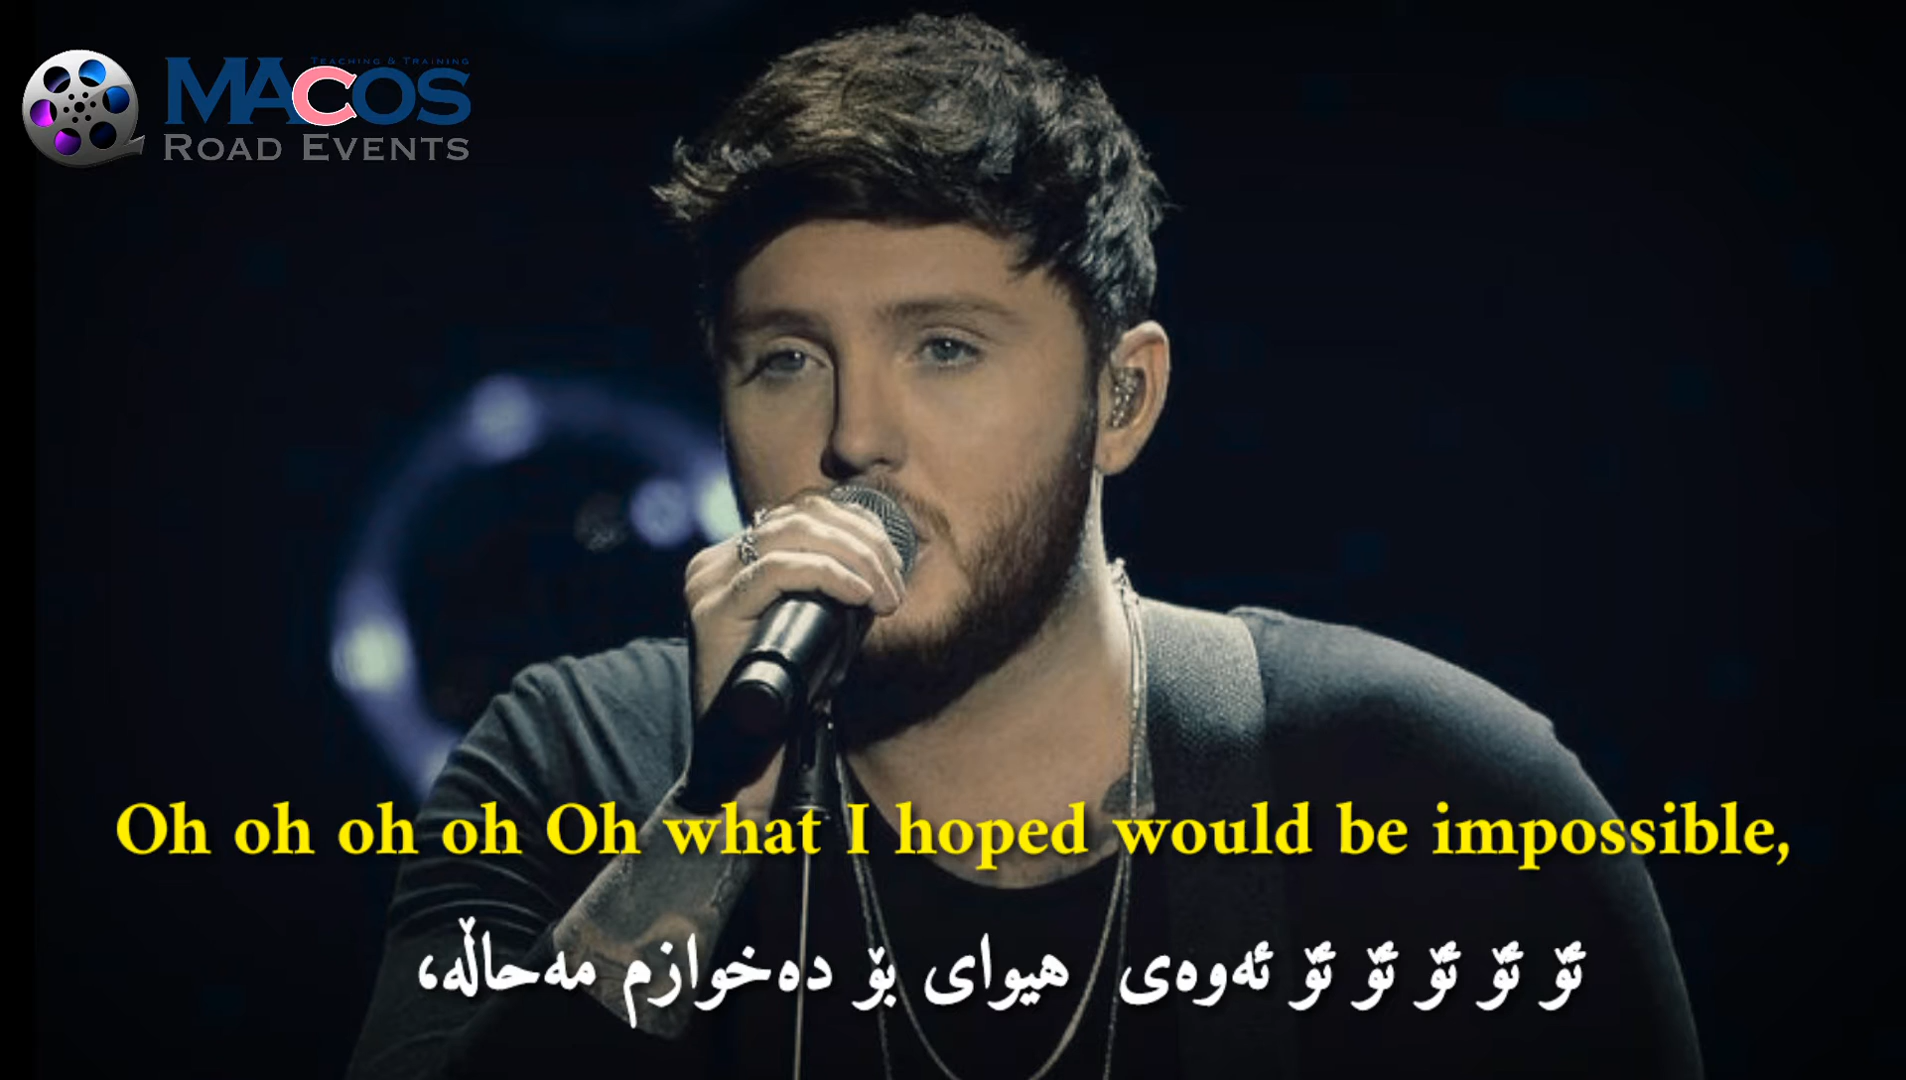 TEACHING & TRAINING
MACOS
ROAD EVENTS
Oh oh oh oh Oh what I hoped would be impossible,
ئۆ ئۆ ئۆ ئۆ ئۆ ئەوەی هیوای بۆ دەخوازم مەحاڵە،